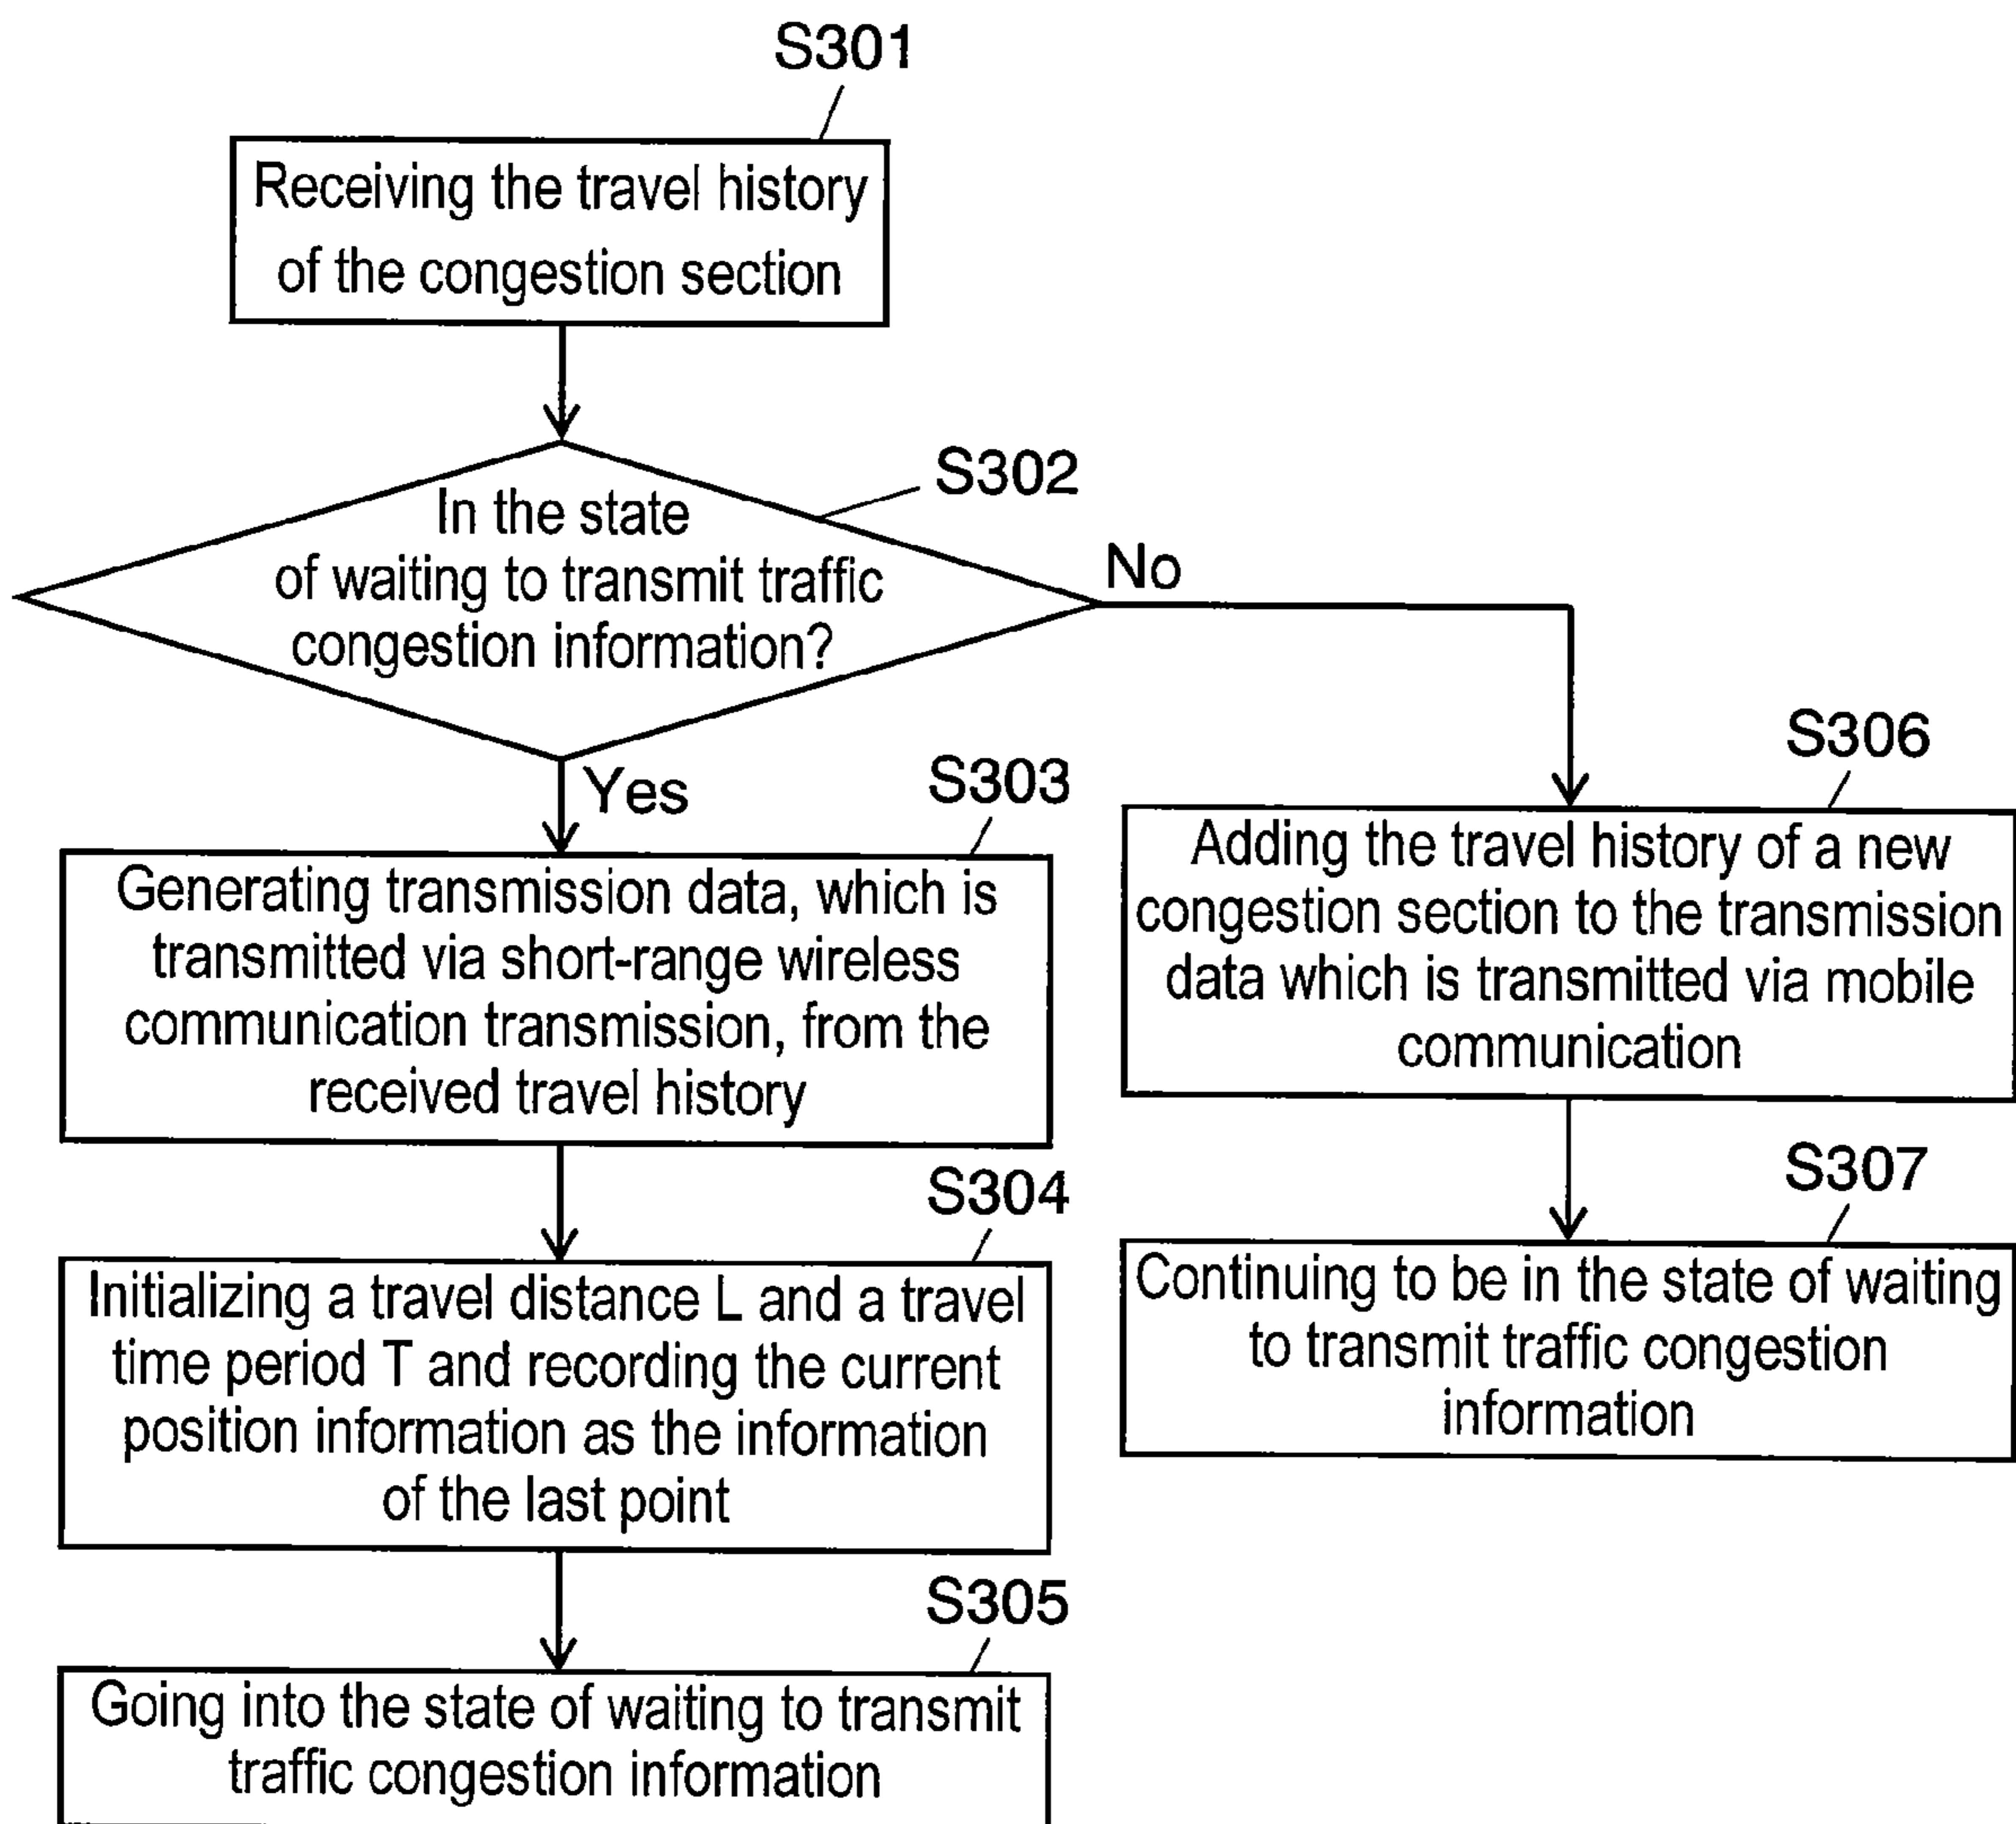 S301
Receiving the travel history
of the congestion section
S302
In the state
of waiting to transmit traffic
congestion information?
No
Yes
S303
Generating transmission data, which is
transmitted via short-range wireless
communication transmission, from the
received travel history
S304
Initializing a travel distance L and a travel
time period T and recording the current
position information as the information
of the last point
S305
Going into the state of waiting to transmit
traffic congestion information
S306
Adding the travel history of a new
congestion section to the transmission
data which is transmitted via mobile
communication
S307
Continuing to be in the state of waiting
to transmit traffic congestion
information